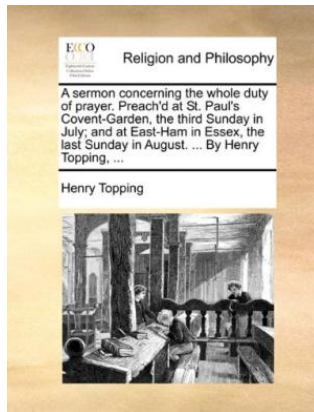 ECCO
Religion and Philosophy
A sermon concerning the whole duty
of prayer. Preach'd at St. Paul's
Covent-Garden, the third Sunday in
July; and at East-Ham in Essex, the
last Sunday in August. ... By Henry
Topping, ...
Henry Topping